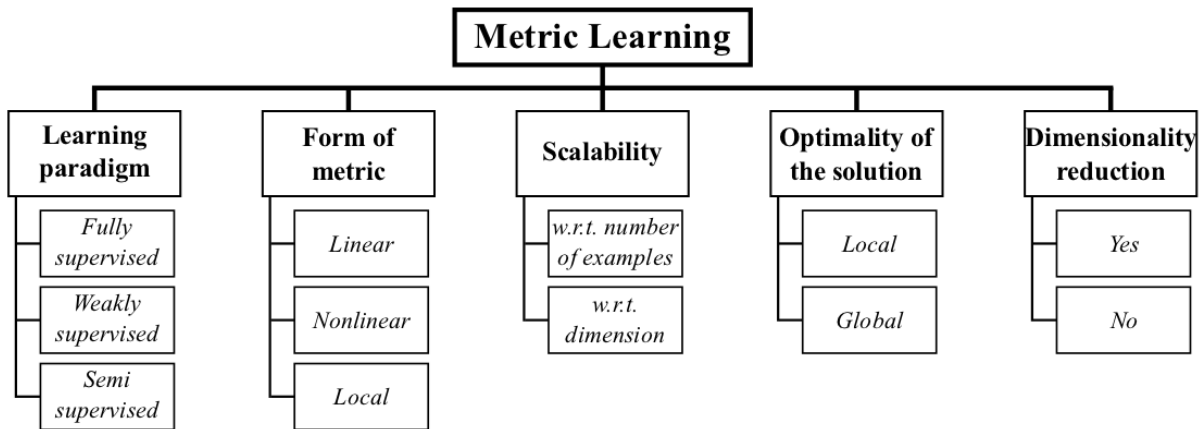 Metric Learning
Learning
paradigm
Fully
supervised
Weakly
supervised
Semi
supervised
Form of
metric
Linear
Nonlinear
Local
Scalability
w.r.t. number
of examples
w.r.t.
dimension
Optimality of
the solution
Local
Global
Dimensionality
reduction
Yes
No